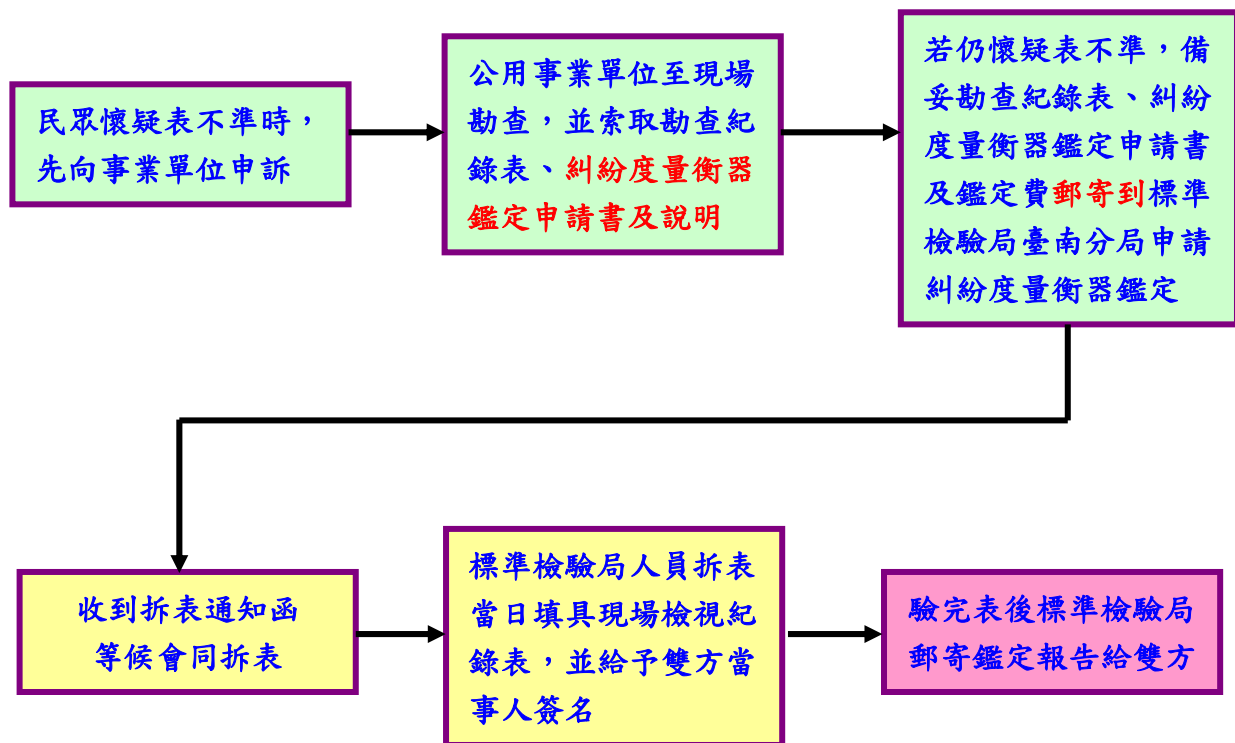 民眾懷疑表不準時，
先向事業單位申訴
公用事業單位至現場
勘查，並索取勘查紀
錄表、糾紛度量衡器
鑑定申請書及說明
若仍懷疑表不準，備
妥勘查紀錄表、糾紛
度量衡器鑑定申請書
及鑑定費郵寄到標準
檢驗局臺南分局申請
糾紛度量衡器鑑定
收到拆表通知函
等候會同拆表
標準檢驗局人員拆表
當日填具現場檢視紀
錄表，並給予雙方當
事人簽名
驗完表後標準檢驗局
郵寄鑑定報告給雙方